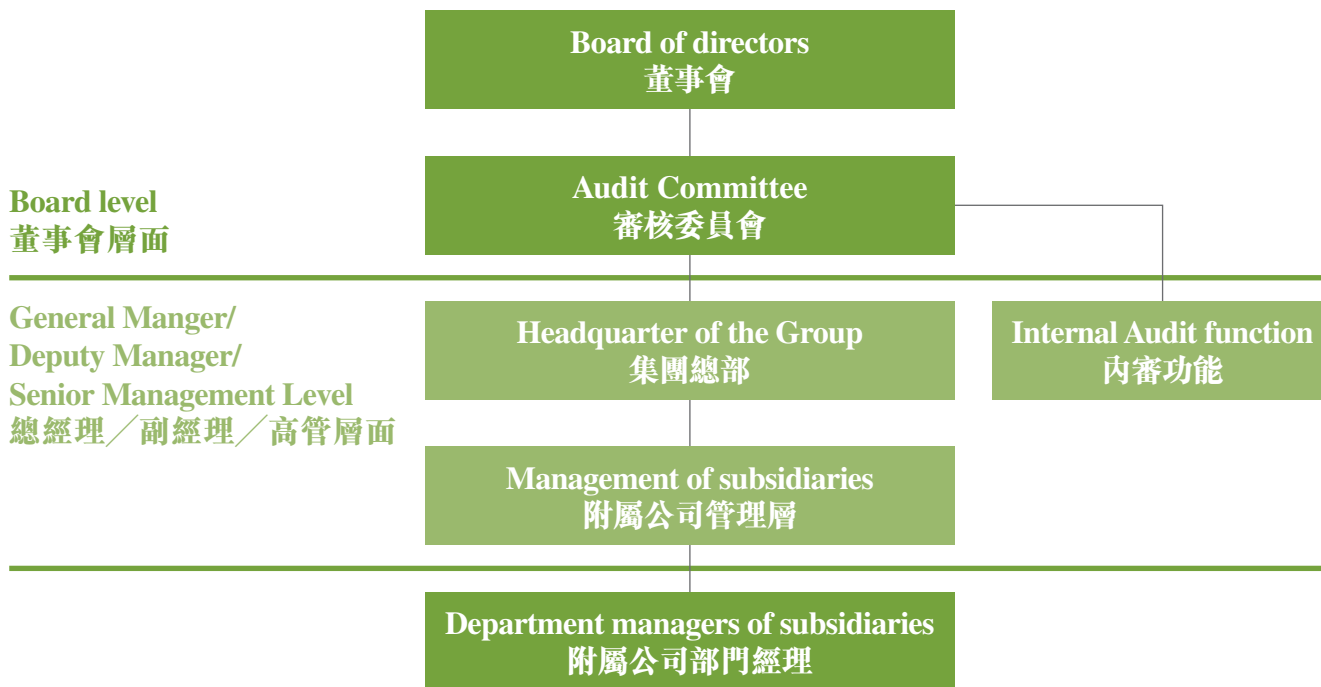 Board of directors
董事會
Audit Committee
審核委員會
Board level
董事會層面
General Manger/
Deputy Manager/
Senior Management Level
總經理╱副經理╱高管層面
Headquarter of the Group
集團總部
Internal Audit function
內審功能
Management of subsidiaries
附屬公司管理層
Department managers of subsidiaries
附屬公司部門經理